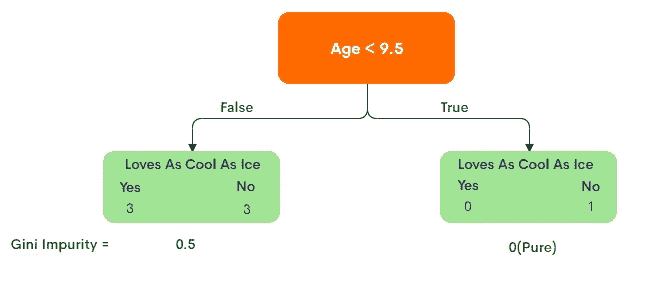 Age < 9.5
False
True
Loves As Cool As Ice
Yes No
3 3
Loves As Cool As Ice
Yes No
0 1
Gini Impurity = 0.5
0(Pure)